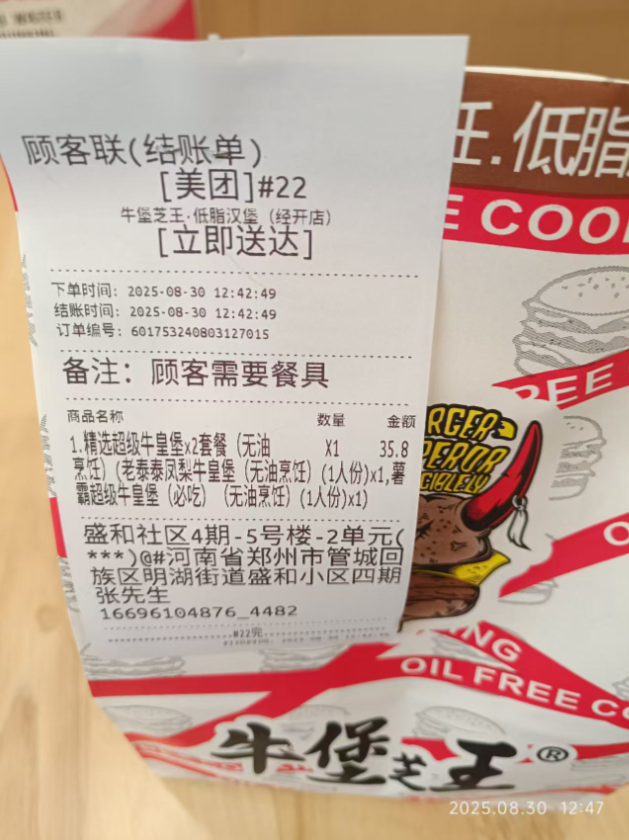 顾客联(结账单)
[美团]#22
牛堡芝王·低脂汉堡（经开店）
[立即送达]
下单时间: 2025-08-30 12:42:49
结账时间: 2025-08-30 12:42:49
订单编号: 601753240803127015
备注: 顾客需要餐具
商品名称 数量 金额
1.精选超级牛皇堡x2套餐（无油 X1 35.8
烹饪）(老泰泰凤梨牛皇堡（无油烹饪）(1人份)x1,薯
霸超级牛皇堡（必吃）（无油烹饪）(1人份)x1)
盛和社区4期-5号楼-2单元(
***)@#河南省郑州市管城回
族区明湖街道盛和小区四期
张先生
16696104876_4482
#22完
王.低脂
E COO
REE
RGER
PEROR
CIBLELY
ING
OIL FREE CO
牛堡芝王®
2025.08.30 12:47